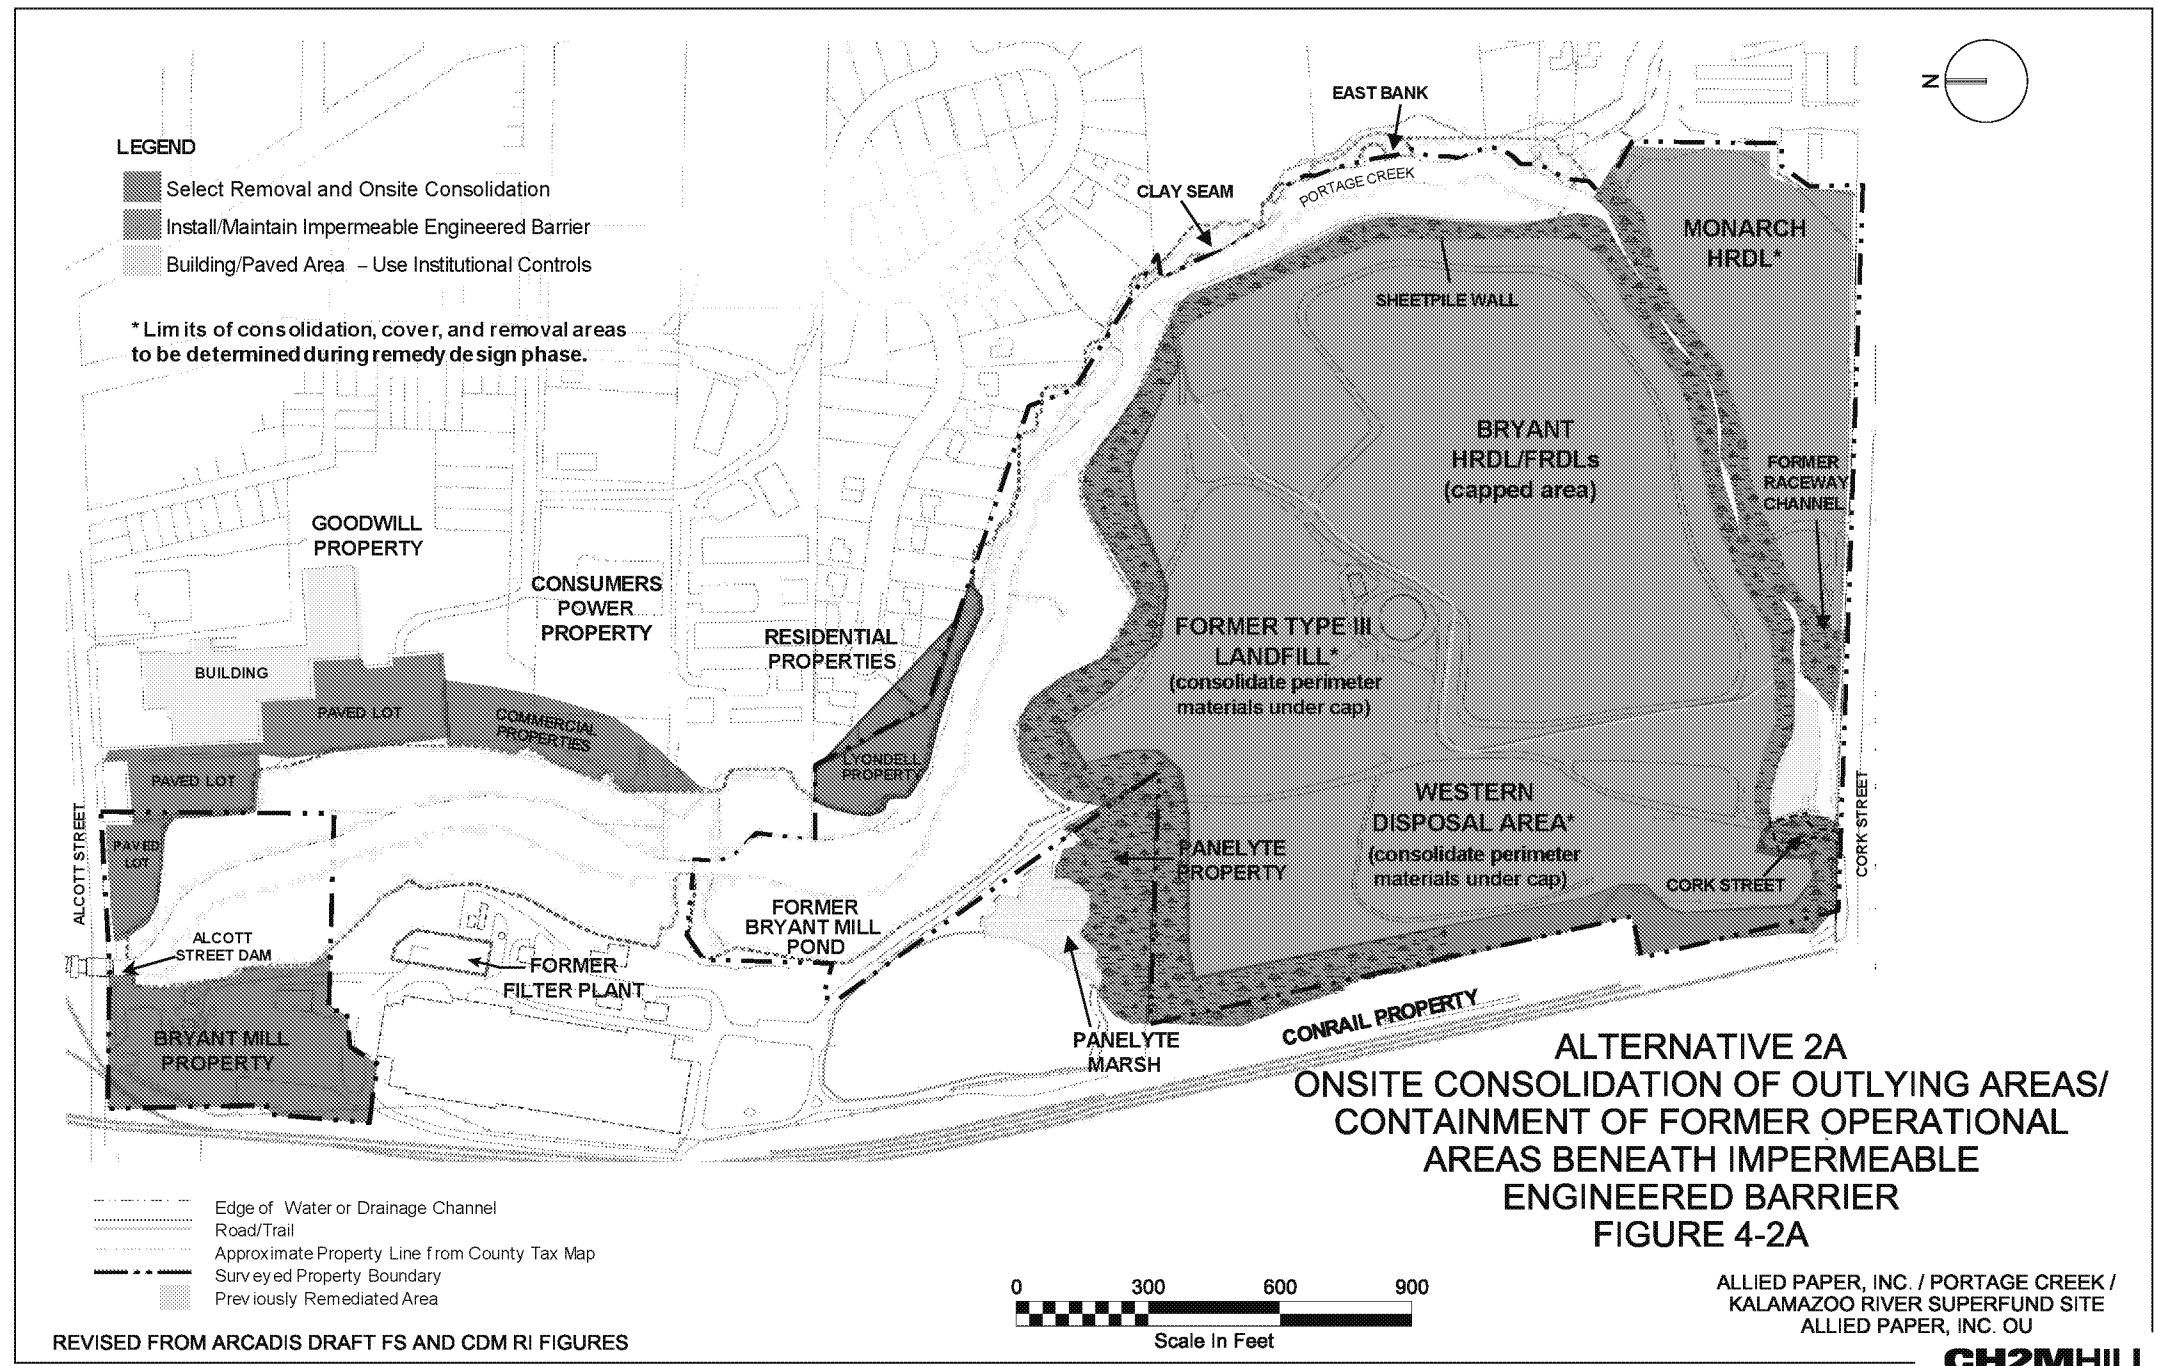 N
EAST BANK
LEGEND
Select Removal and Onsite Consolidation
Install/Maintain Impermeable Engineered Barrier
Building/Paved Area – Use Institutional Controls
* Limits of consolidation, cover, and removal areas
to be determined during remedy design phase.
CLAY SEAM
PORTAGE CREEK
MONARCH
HRDL*
SHEETPILE WALL
BRYANT
HRDL/FRDLs
(capped area)
FORMER
RACEWAY
CHANNEL
GOODWILL
PROPERTY
CONSUMERS
POWER
PROPERTY
RESIDENTIAL
PROPERTIES
FORMER TYPE III
LANDFILL*
(consolidate perimeter
materials under cap)
BUILDING
PAVED LOT
COMMERCIAL
PROPERTIES
PAVED LOT
LYONDELL
PROPERTY
ALCOTT STREET
PAVED
LOT
WESTERN
DISPOSAL AREA*
(consolidate perimeter
materials under cap)
CORK STREET
PANELYTE
PROPERTY
CORK STREET
FORMER
BRYANT MILL
POND
ALCOTT
STREET DAM
FORMER
FILTER PLANT
BRYANT MILL
PROPERTY
PANELYTE
MARSH
CONRAIL PROPERTY
ALTERNATIVE 2A
ONSITE CONSOLIDATION OF OUTLYING AREAS/
CONTAINMENT OF FORMER OPERATIONAL
AREAS BENEATH IMPERMEABLE
ENGINEERED BARRIER
FIGURE 4-2A
Edge of Water or Drainage Channel
Road/Trail
Approximate Property Line from County Tax Map
Surveyed Property Boundary
Previously Remediated Area
0 300 600 900
Scale In Feet
ALLIED PAPER, INC. / PORTAGE CREEK /
KALAMAZOO RIVER SUPERFUND SITE
ALLIED PAPER, INC. OU
REVISED FROM ARCADIS DRAFT FS AND CDM RI FIGURES
CH2MHILL